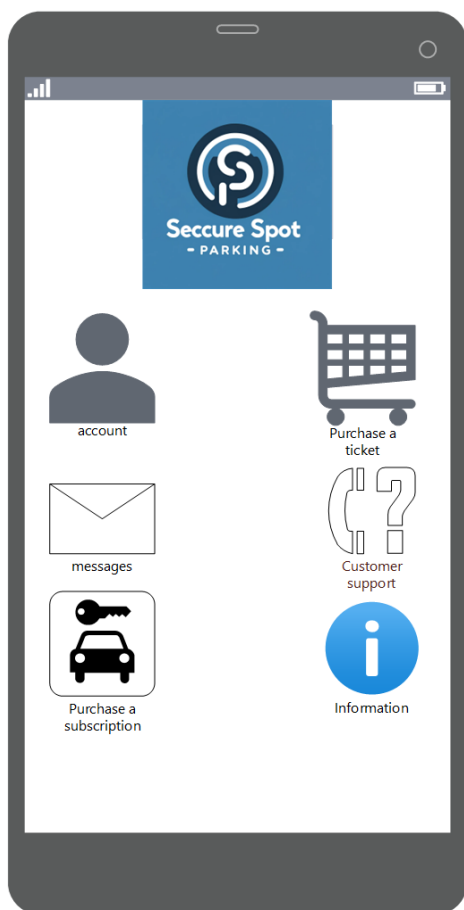 Seccure Spot
- PARKING -
account
Purchase a
ticket
messages
Customer
support
Purchase a
subscription
Information